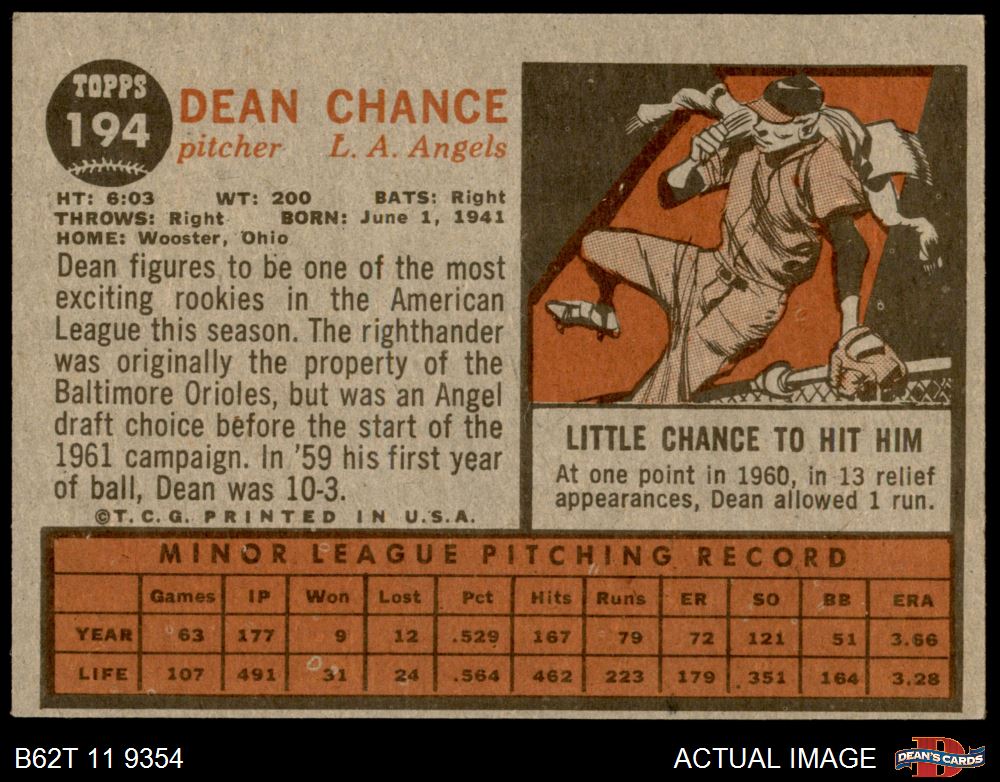 TOPPS
194
DEAN CHANCE
pitcher L. A. Angels
HT: 6:03 WT: 200 BATS: Right
THROWS: Right BORN: June 1, 1941
HOME: Wooster, Ohio
Dean figures to be one of the most
exciting rookies in the American
League this season. The righthander
was originally the property of the
Baltimore Orioles, but was an Angel
draft choice before the start of the
1961 campaign. In '59 his first year
of ball, Dean was 10-3.
©T. C. G. PRINTED IN U.S.A.
LITTLE CHANCE TO HIT HIM
At one point in 1960, in 13 relief
appearances, Dean allowed 1 run.
MINOR LEAGUE PITCHING RECORD
Games IP Won Lost Pct Hits Runs ER SO BB ERA
YEAR 63 177 9 12 .529 167 79 72 121 51 3.66
LIFE 107 491 31 24 .564 462 223 179 351 164 3.28
B62T 11 9354 ACTUAL IMAGE D DEAN'S CARDS